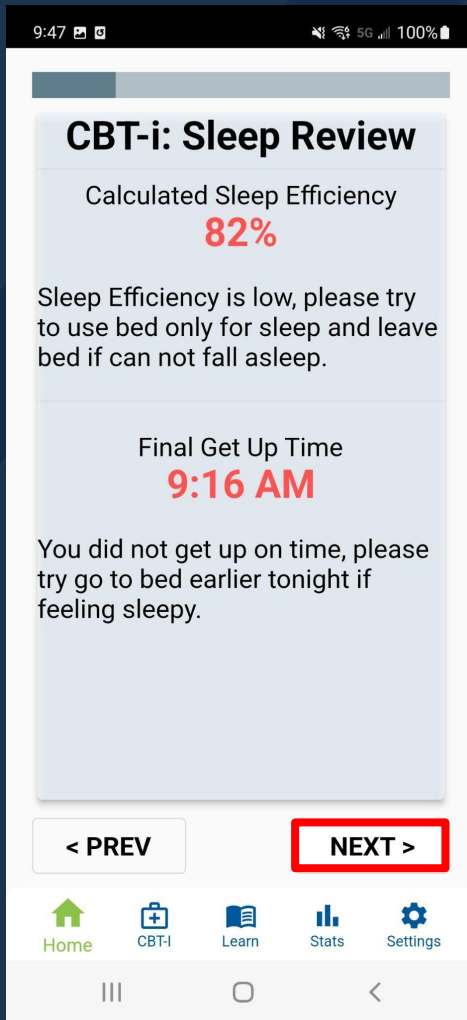 9:47 5G 100%
CBT-i: Sleep Review
Calculated Sleep Efficiency
82%
Sleep Efficiency is low, please try
to use bed only for sleep and leave
bed if can not fall asleep.
Final Get Up Time
9:16 AM
You did not get up on time, please
try go to bed earlier tonight if
feeling sleepy.
< PREV NEXT >
Home CBT-I Learn Stats Settings